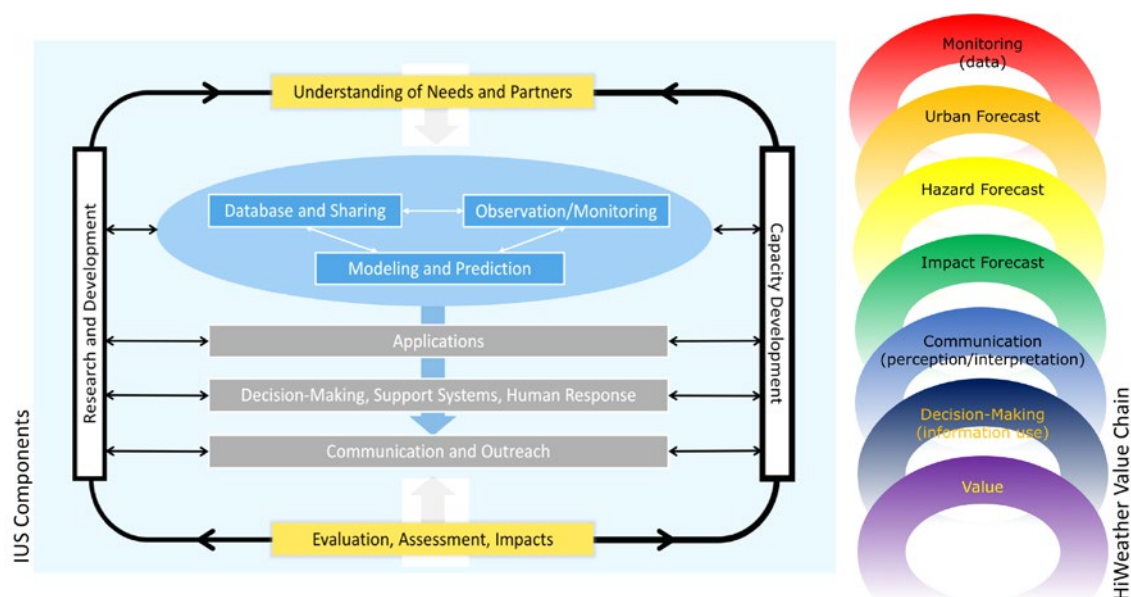 Understanding of Needs and Partners
Database and Sharing
Observation/Monitoring
Modeling and Prediction
Research and Development
Capacity Development
Applications
Decision-Making, Support Systems, Human Response
Communication and Outreach
Evaluation, Assessment, Impacts
IUS Components
Monitoring
(data)
Urban Forecast
Hazard Forecast
Impact Forecast
Communication
(perception/interpretation)
Decision-Making
(information use)
Value
HiWeather Value Chain